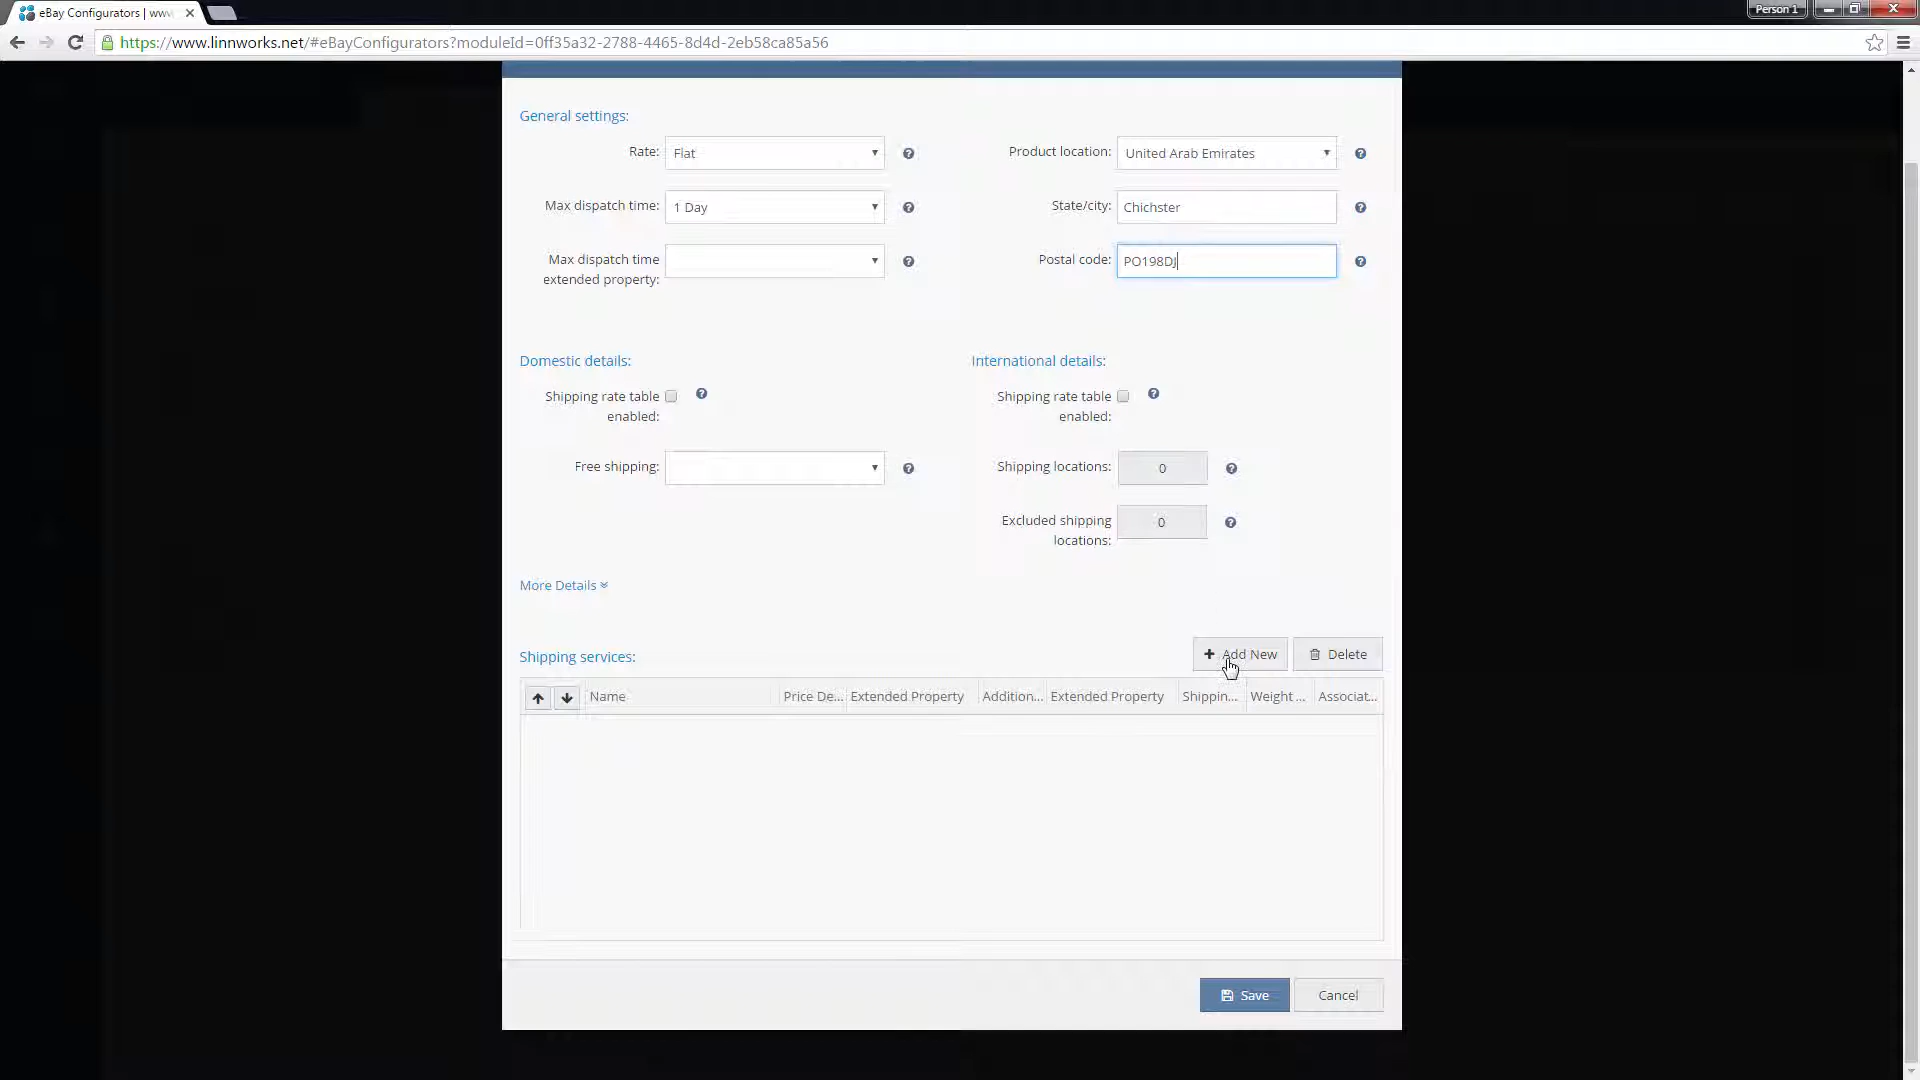 eBay Configurators | www
Person 1
https://www.linnworks.net/#eBayConfigurators?moduleId=0ff35a32-2788-4465-8d4d-2eb58ca85a56
General settings:
Rate: Flat
Product location: United Arab Emirates
Max dispatch time: 1 Day
State/city: Chichster
Max dispatch time
extended property:
Postal code: PO198DJ
Domestic details:
International details:
Shipping rate table
enabled:
Shipping rate table
enabled:
Free shipping:
Shipping locations: 0
Excluded shipping
locations: 0
More Details
Shipping services:
Add New
Delete
Name Price De... Extended Property Addition... Extended Property Shippin... Weight ... Associat...
Save
Cancel